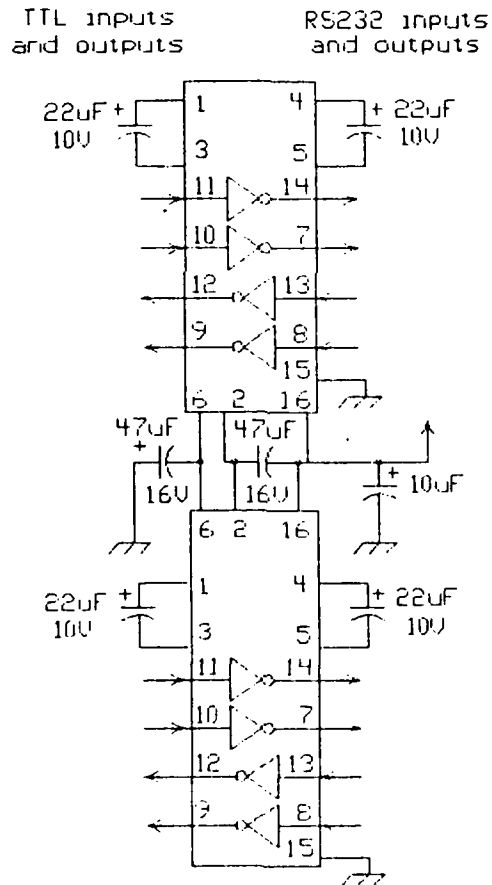 TTL inputs
and outputs
RS232 inputs
and outputs
22uF +
10V
1
3
4
5
+ 22uF
10V
11
14
10
7
12
13
9
8
15
6
2
16
47uF
+
16V
47uF
+
16V
+
10uF
6
2
16
22uF +
10V
1
3
4
5
+ 22uF
10V
11
14
10
7
12
13
9
8
15